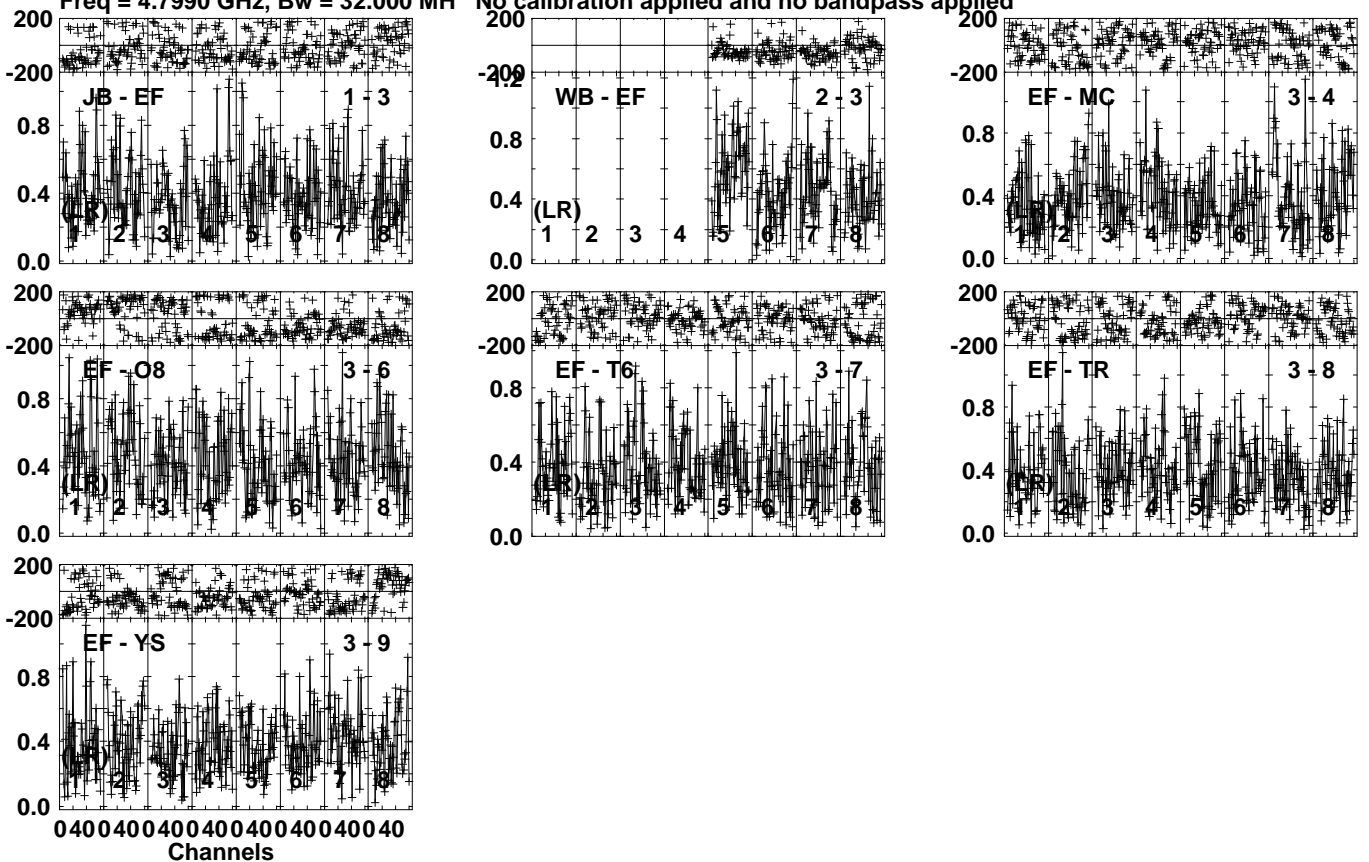 Freq = 4.7990 GHz, Bw = 32.000 MH No calibration applied and no bandpass applied
200
-200
JB - EF 1 - 3
0.8
0.4
0.0
(LR)
1 2 3 4 5 6 7 8
200
-200
1.2
WB - EF 2 - 3
0.8
0.4
0.0
(LR)
1 2 3 4 5 6 7 8
200
-200
EF - MC 3 - 4
0.8
0.4
0.0
(LR)
1 2 3 4 5 6 7 8
200
-200
EF - O8 3 - 6
0.8
0.4
0.0
(LR)
1 2 3 4 5 6 7 8
200
-200
EF - T6 3 - 7
0.8
0.4
0.0
(LR)
1 2 3 4 5 6 7 8
200
-200
EF - TR 3 - 8
0.8
0.4
0.0
(LR)
1 2 3 4 5 6 7 8
200
-200
EF - YS 3 - 9
0.8
0.4
0.0
(LR)
1 2 3 4 5 6 7 8
0 40 0 40 0 40 0 40 0 40 0 40 0 40 0 40
Channels